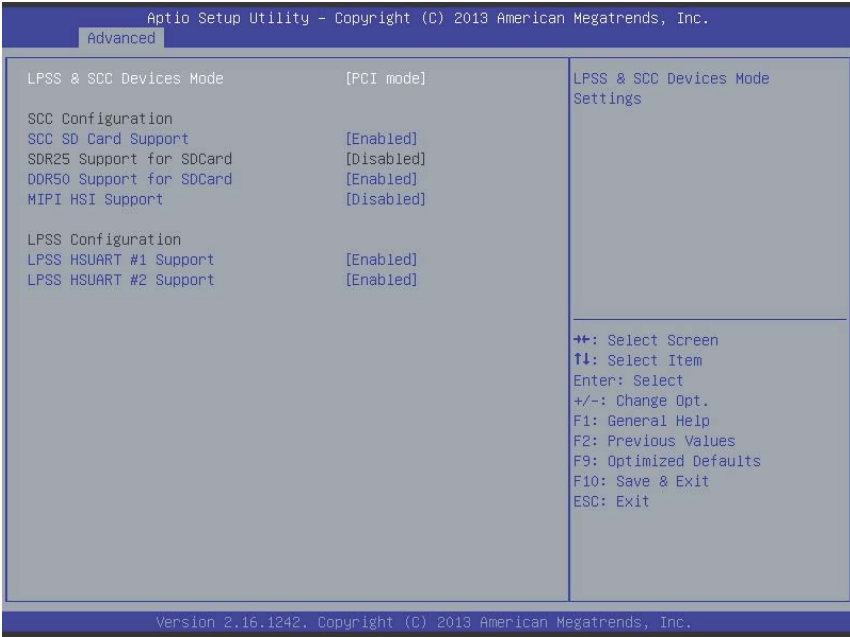 Aptio Setup Utility – Copyright (C) 2013 American Megatrends, Inc.
Advanced
LPSS & SCC Devices Mode [PCI mode]
SCC Configuration
SCC SD Card Support [Enabled]
SDR25 Support for SDCard [Disabled]
DDR50 Support for SDCard [Enabled]
MIPI HSI Support [Disabled]
LPSS Configuration
LPSS HSUART #1 Support [Enabled]
LPSS HSUART #2 Support [Enabled]
LPSS & SCC Devices Mode
Settings
→←: Select Screen
↑↓: Select Item
Enter: Select
+/-: Change Opt.
F1: General Help
F2: Previous Values
F9: Optimized Defaults
F10: Save & Exit
ESC: Exit
Version 2.16.1242. Copyright (C) 2013 American Megatrends, Inc.